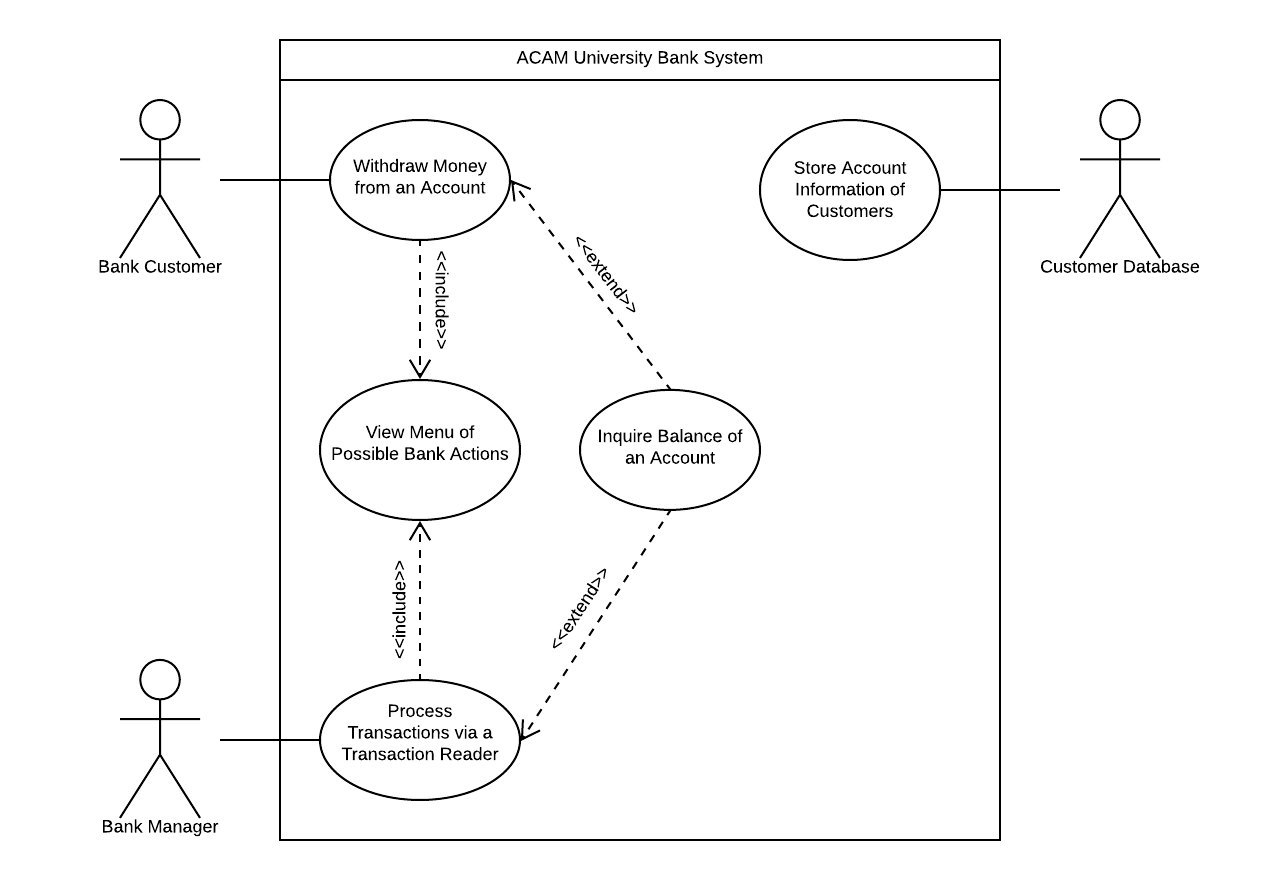 ACAM University Bank System
Withdraw Money
from an Account
Store Account
Information of
Customers
Bank Customer
Customer Database
<<include>>
<<extend>>
View Menu of
Possible Bank Actions
Inquire Balance of
an Account
<<include>>
<<extend>>
Process
Transactions via a
Transaction Reader
Bank Manager